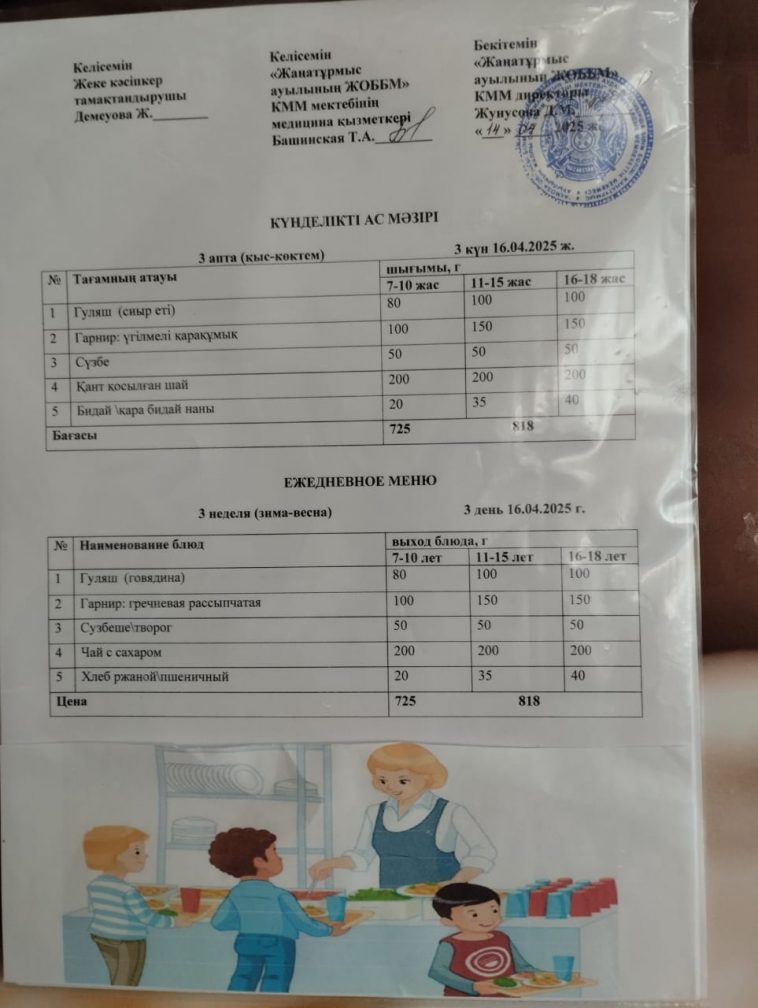 Келісемін
Жеке кәсіпкер
тамақтандырушы
Демеуова Ж.________
Келісемін
«Жаңатұрмыс
ауылының ЖОББМ»
КММ мектебінің
медицина қызметкері
Башинская Т.А.________
Бекітемін
«Жаңатұрмыс
ауылының ЖОББМ»
КММ директоры
Жунусова Д.М.
«14» 04 2025 ж.
КҮНДЕЛІКТІ АС МӘЗІРІ
3 апта (қыс-көктем) 3 күн 16.04.2025 ж.
№ Тағамның атауы шығымы, г
7-10 жас 11-15 жас 16-18 жас
1 Гуляш (сиыр еті) 80 100 100
2 Гарнир: үгілмелі қарақұмық 100 150 150
3 Сүзбе 50 50 50
4 Қант қосылған шай 200 200 200
5 Бидай \қара бидай наны 20 35 40
Бағасы 725 818
ЕЖЕДНЕВНОЕ МЕНЮ
3 неделя (зима-весна) 3 день 16.04.2025 г.
№ Наименование блюд выход блюда, г
7-10 лет 11-15 лет 16-18 лет
1 Гуляш (говядина) 80 100 100
2 Гарнир: гречневая рассыпчатая 100 150 150
3 Сузбеше\творог 50 50 50
4 Чай с сахаром 200 200 200
5 Хлеб ржаной\пшеничный 20 35 40
Цена 725 818